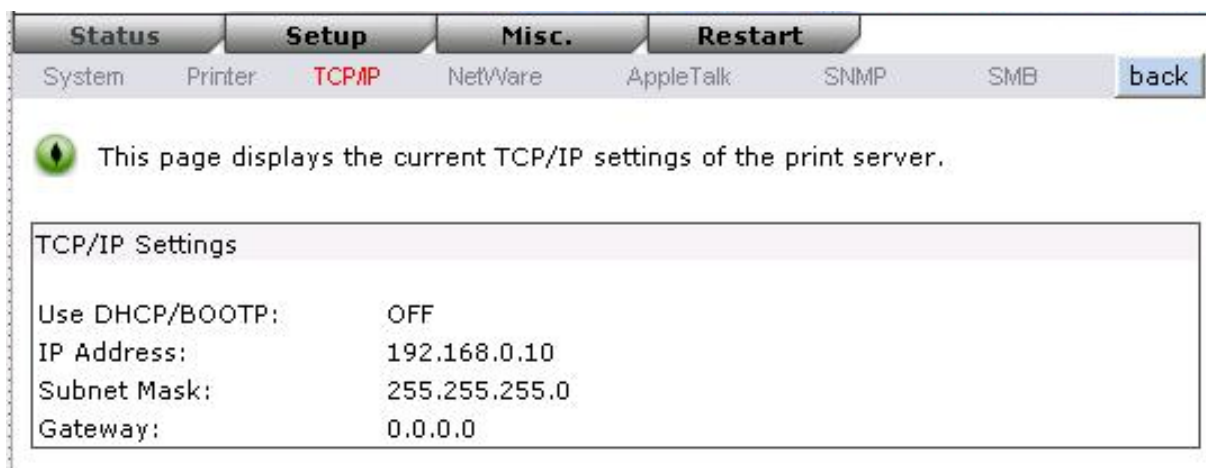 Status Setup Misc. Restart
System Printer TCP/IP NetWare AppleTalk SNMP SMB back
This page displays the current TCP/IP settings of the print server.
TCP/IP Settings
Use DHCP/BOOTP: OFF
IP Address: 192.168.0.10
Subnet Mask: 255.255.255.0
Gateway: 0.0.0.0